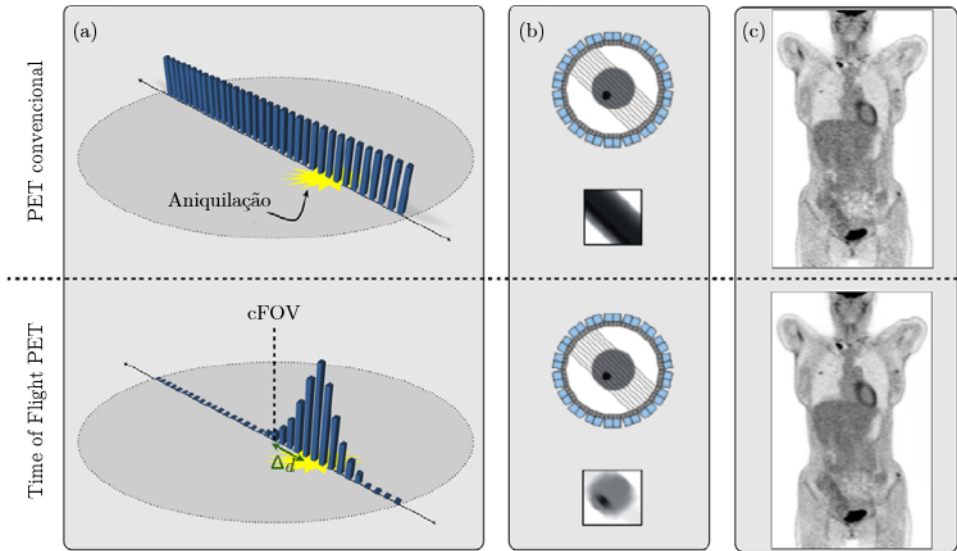 (a)
(b)
(c)
PET convencional
Aniquilação
Time of Flight PET
cFOV
Δd